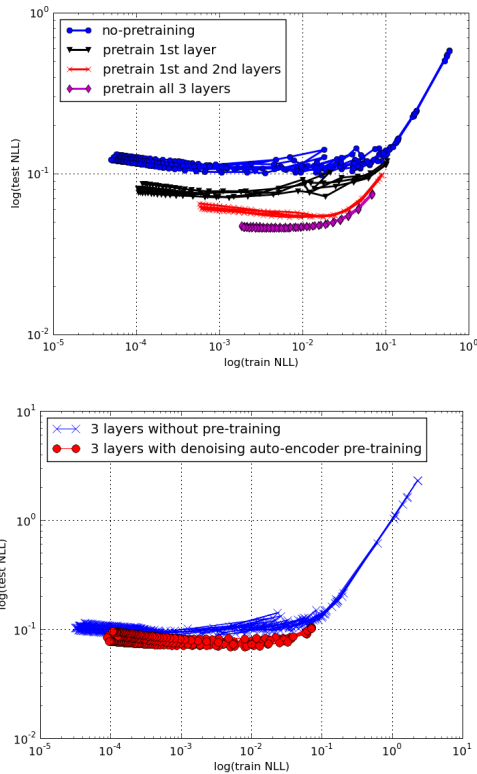 10⁰
no-pretraining
pretrain 1st layer
pretrain 1st and 2nd layers
pretrain all 3 layers
log(test NLL)
10⁻¹
10⁻²
10⁻⁵ 10⁻⁴ 10⁻³ 10⁻² 10⁻¹ 10⁰
log(train NLL)
10¹
3 layers without pre-training
3 layers with denoising auto-encoder pre-training
10⁰
log(test NLL)
10⁻¹
10⁻²
10⁻⁵ 10⁻⁴ 10⁻³ 10⁻² 10⁻¹ 10⁰ 10¹
log(train NLL)